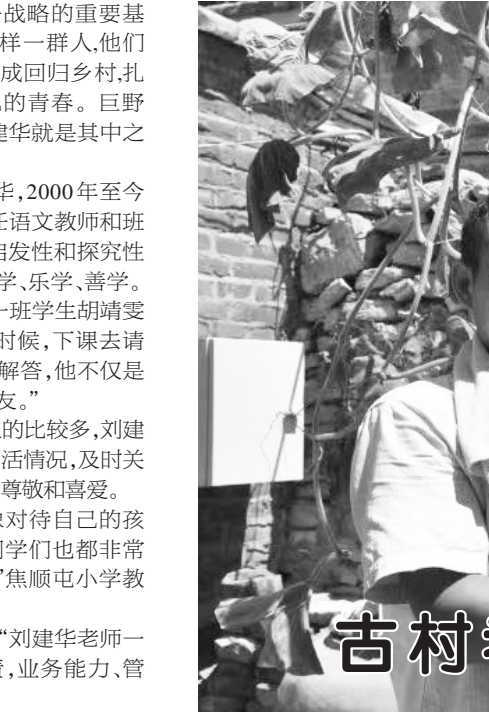 战略的重要基
样一群人,他们
成回归乡村,扎
的青春。巨野
建华就是其中之
华,2000年至今
任语文教师和班
启发性和探究性
学、乐学、善学。
一班学生胡靖雯
时候,下课去请
解答,他不仅是
友。”
的比较多,刘建
活情况,及时关
尊敬和喜爱。
对待自己的孩
同学们也都非常
”焦顺屯小学教
“刘建华老师一
责,业务能力、管
古村